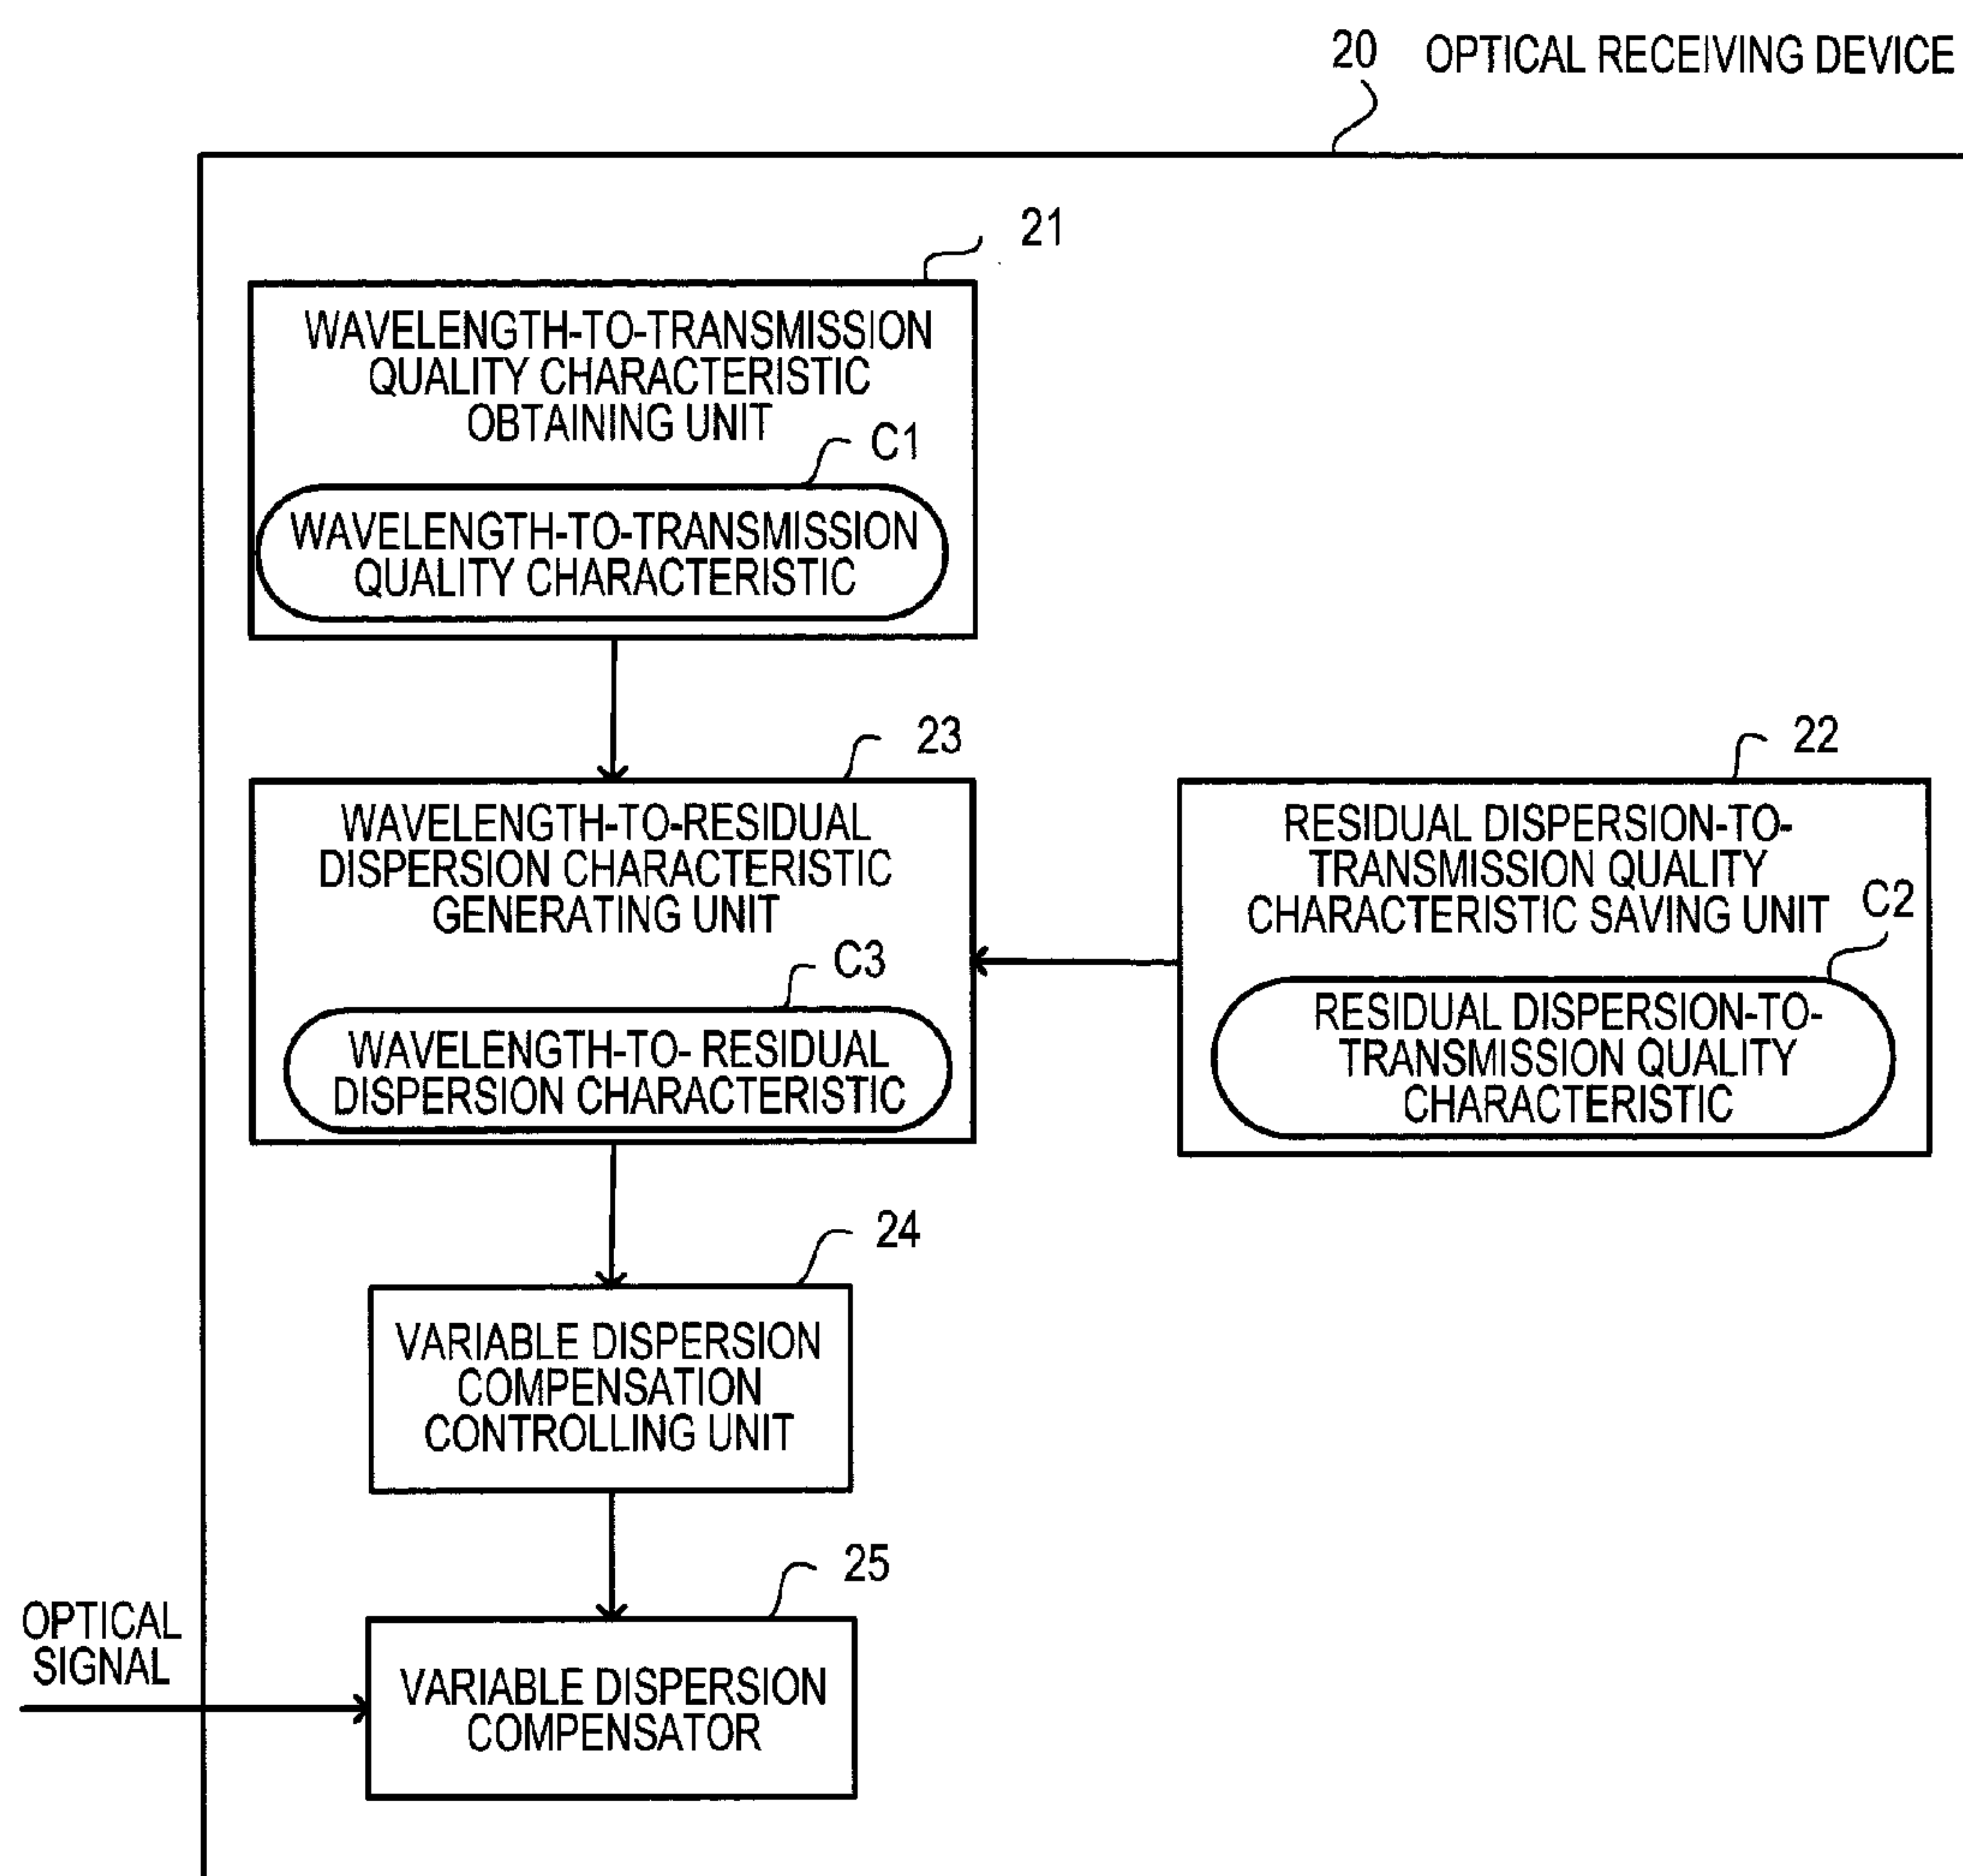 20 OPTICAL RECEIVING DEVICE
21
WAVELENGTH-TO-TRANSMISSION
QUALITY CHARACTERISTIC
OBTAINING UNIT
C1
WAVELENGTH-TO-TRANSMISSION
QUALITY CHARACTERISTIC
23
WAVELENGTH-TO-RESIDUAL
DISPERSION CHARACTERISTIC
GENERATING UNIT
C3
WAVELENGTH-TO- RESIDUAL
DISPERSION CHARACTERISTIC
22
RESIDUAL DISPERSION-TO-
TRANSMISSION QUALITY
CHARACTERISTIC SAVING UNIT
C2
RESIDUAL DISPERSION-TO-
TRANSMISSION QUALITY
CHARACTERISTIC
24
VARIABLE DISPERSION
COMPENSATION
CONTROLLING UNIT
25
OPTICAL
SIGNAL
VARIABLE DISPERSION
COMPENSATOR